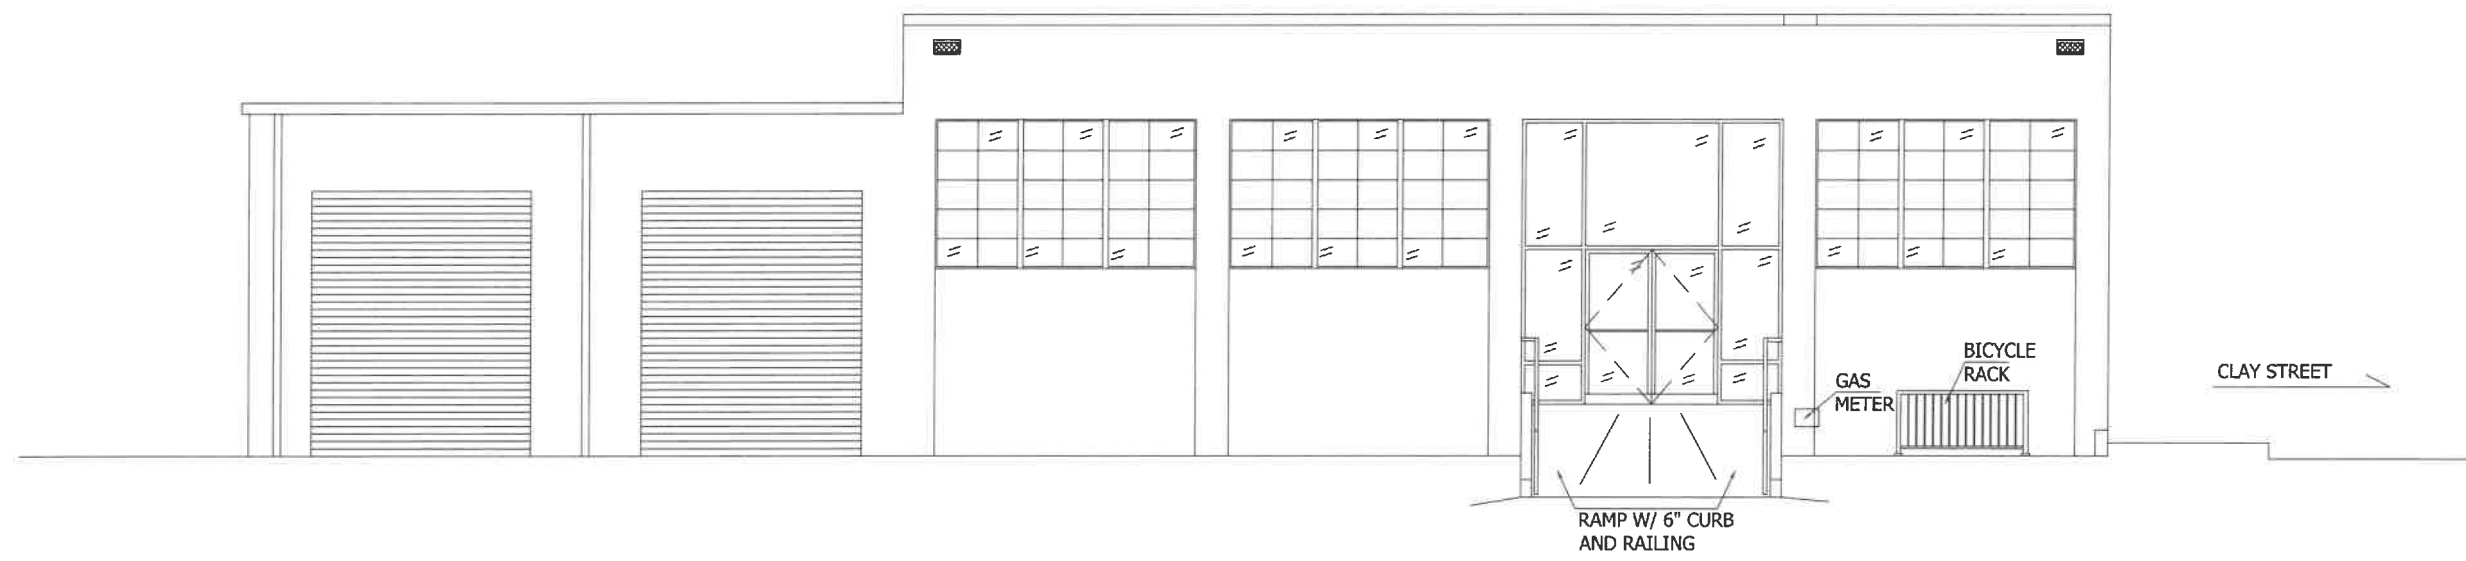 BICYCLE
RACK
CLAY STREET
GAS
METER
RAMP W/ 6" CURB
AND RAILING